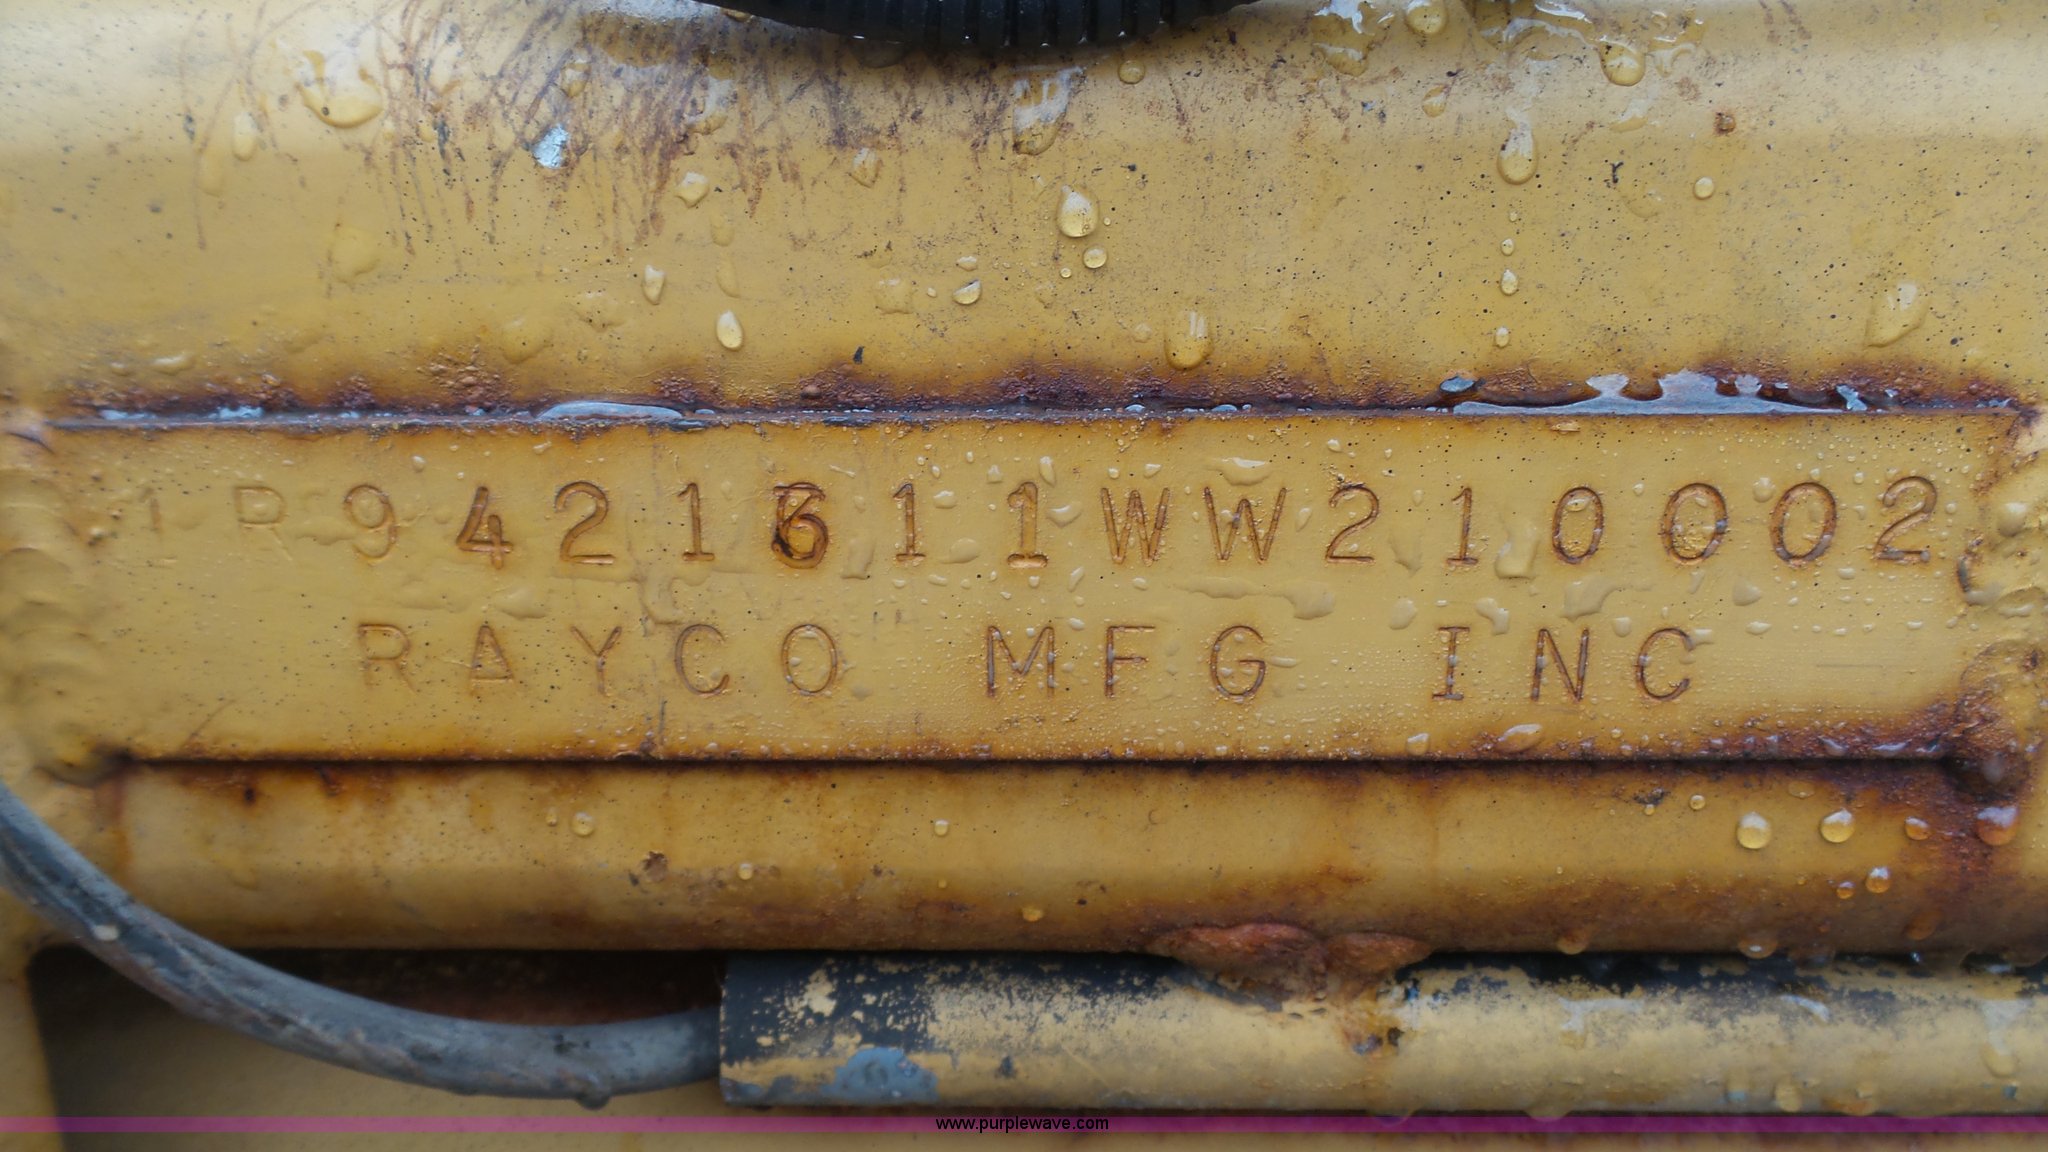 1R9421611WW210002
RAYCO MFG INC
www.purplewave.com